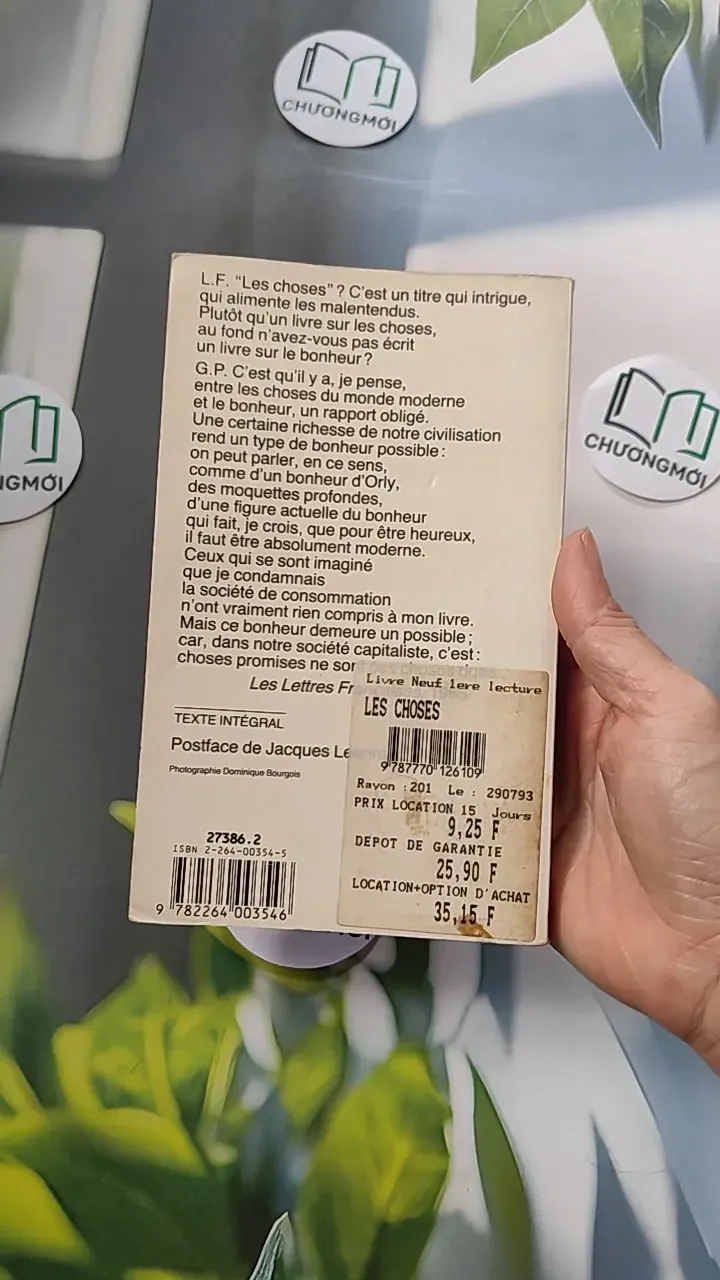 CHƯƠNGMỚI
CHƯƠNGMỚI
NGMỚI
L.F. "Les choses"? C'est un titre qui intrigue,
qui alimente les malentendus.
Plutôt qu'un livre sur les choses,
au fond n'avez-vous pas écrit
un livre sur le bonheur?
G.P. C'est qu'il y a, je pense,
entre les choses du monde moderne
et le bonheur, un rapport obligé.
Une certaine richesse de notre civilisation
rend un type de bonheur possible:
on peut parler, en ce sens,
comme d'un bonheur d'Orly,
des moquettes profondes,
d'une figure actuelle du bonheur
qui fait, je crois, que pour être heureux,
il faut être absolument moderne.
Ceux qui se sont imaginé
que je condamnais
la société de consommation
n'ont vraiment rien compris à mon livre.
Mais ce bonheur demeure un possible;
car, dans notre société capitaliste, c'est:
choses promises ne
Les Lettres Fr
TEXTE INTÉGRAL
Postface de Jacques Le
Photographie Dominique Bourgois
27386.2
ISBN 2-264-00354-5
9 782264 003546
Livre Neuf 1ere lecture
LES CHOSES
9 787770 126109
Rayon :201 Le : 290793
PRIX LOCATION 15 Jours
9,25 F
DEPOT DE GARANTIE
25,90 F
LOCATION+OPTION D'ACHAT
35,15 F